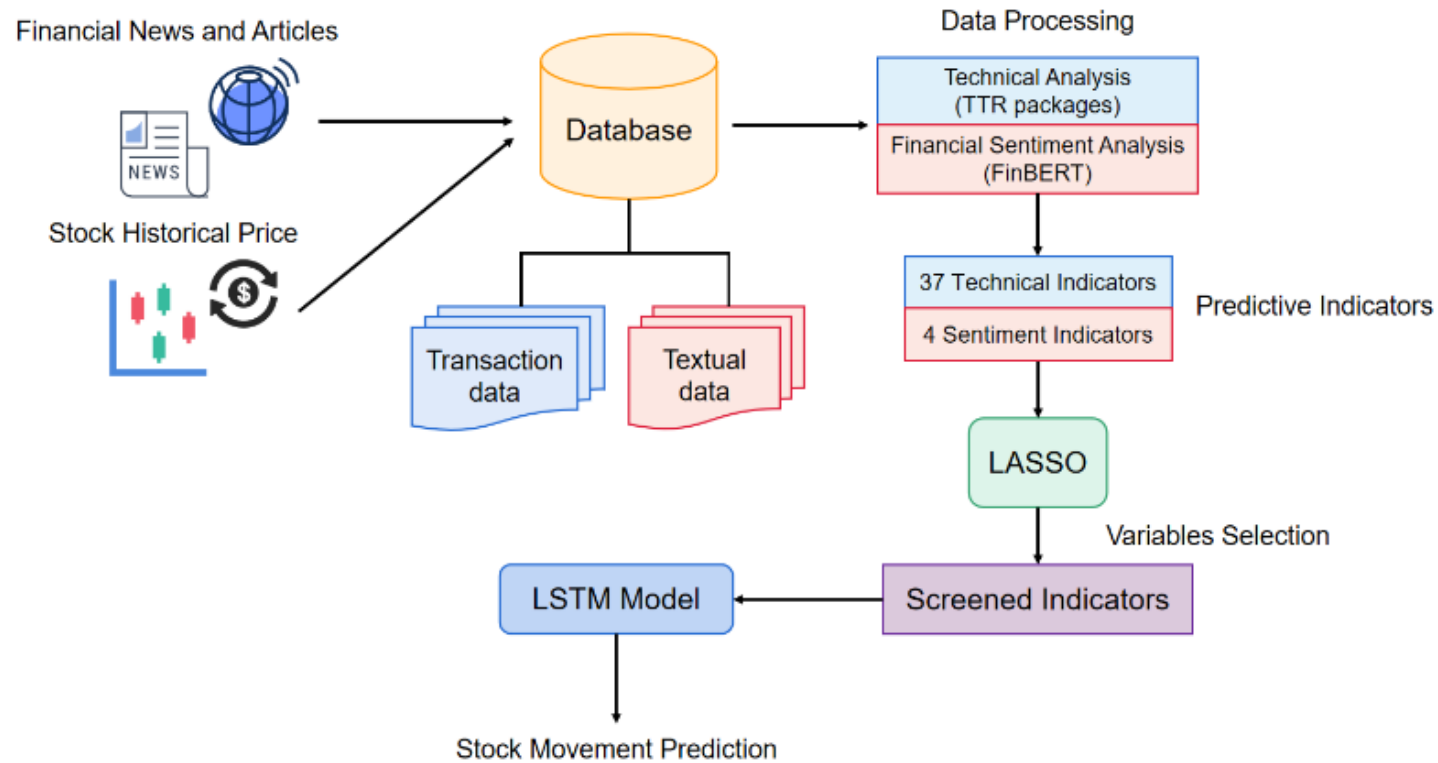 Financial News and Articles
NEWS
Stock Historical Price
$
Database
Transaction
data
Textual
data
Data Processing
Technical Analysis
(TTR packages)
Financial Sentiment Analysis
(FinBERT)
37 Technical Indicators
4 Sentiment Indicators
Predictive Indicators
LASSO
Variables Selection
Screened Indicators
LSTM Model
Stock Movement Prediction